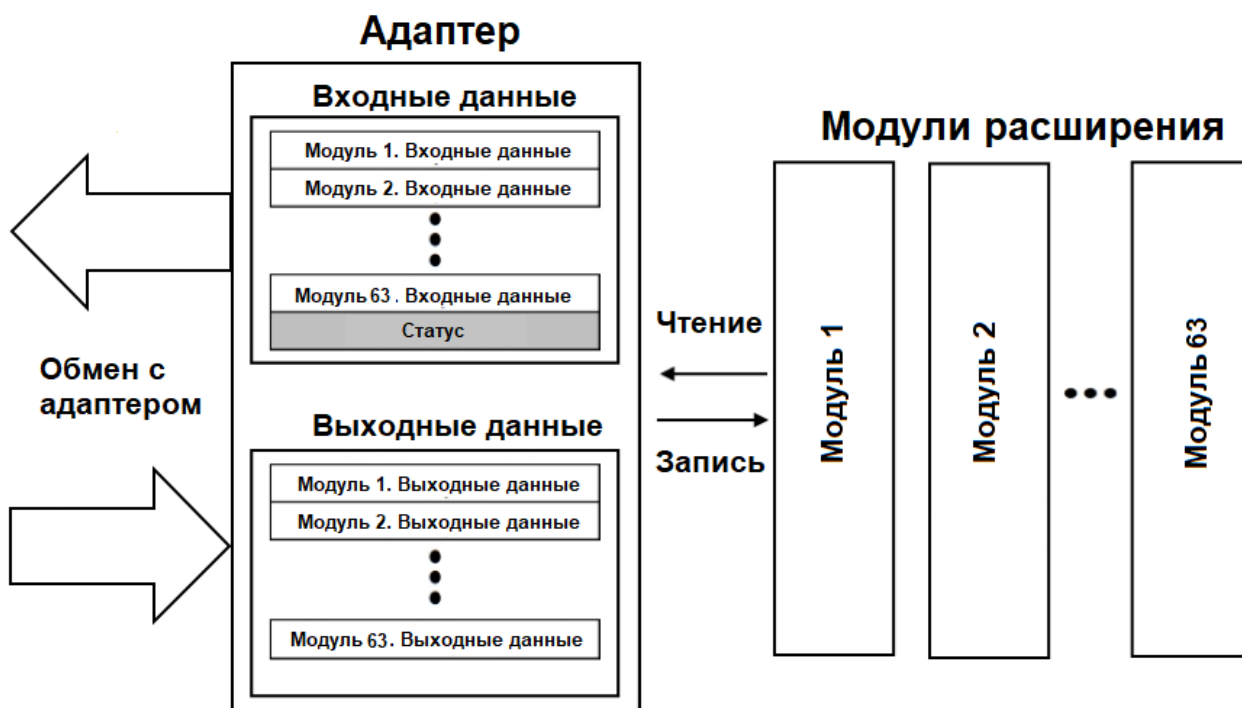 Адаптер
Входные данные
Модуль 1. Входные данные
Модуль 2. Входные данные
Модуль 63 . Входные данные
Статус
Обмен с
адаптером
Выходные данные
Модуль 1. Выходные данные
Модуль 2. Выходные данные
Модуль 63. Выходные данные
Чтение
Запись
Модули расширения
Модуль 1
Модуль 2
Модуль 63